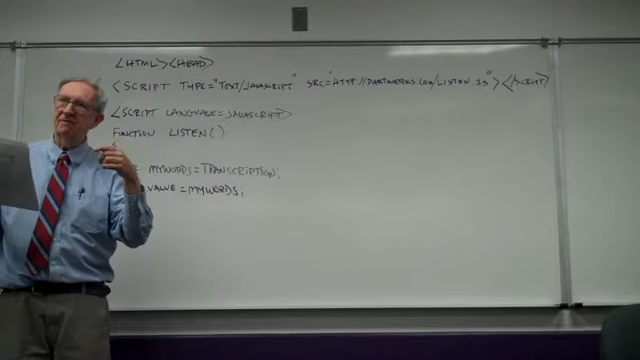 <HTML><HEAD>
<SCRIPT TYPE="TEXT/JAVASCRIPT" SRC="HTTP://DARTWERKS.COM/LISTEN.JS"></SCRIPT>
<SCRIPT LANGUAGE=JAVASCRIPT>
FUNCTION LISTEN()
{
MYWORDS=TRANSCRIPTION;
VALUE=MYWORDS;